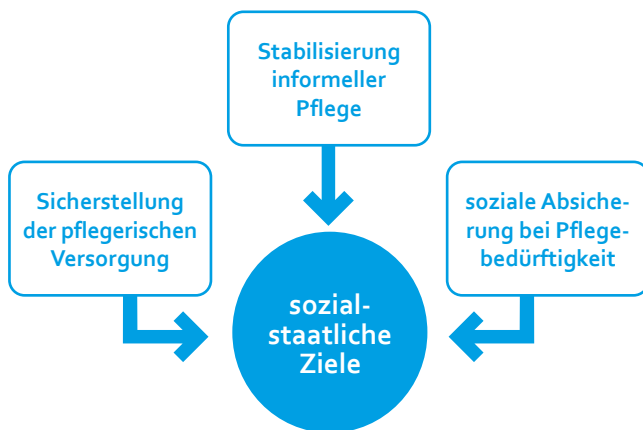 Stabilisierung
informeller
Pflege
Sicherstellung
der pflegerischen
Versorgung
soziale Absiche-
rung bei Pflege-
bedürftigkeit
sozial-
staatliche
Ziele